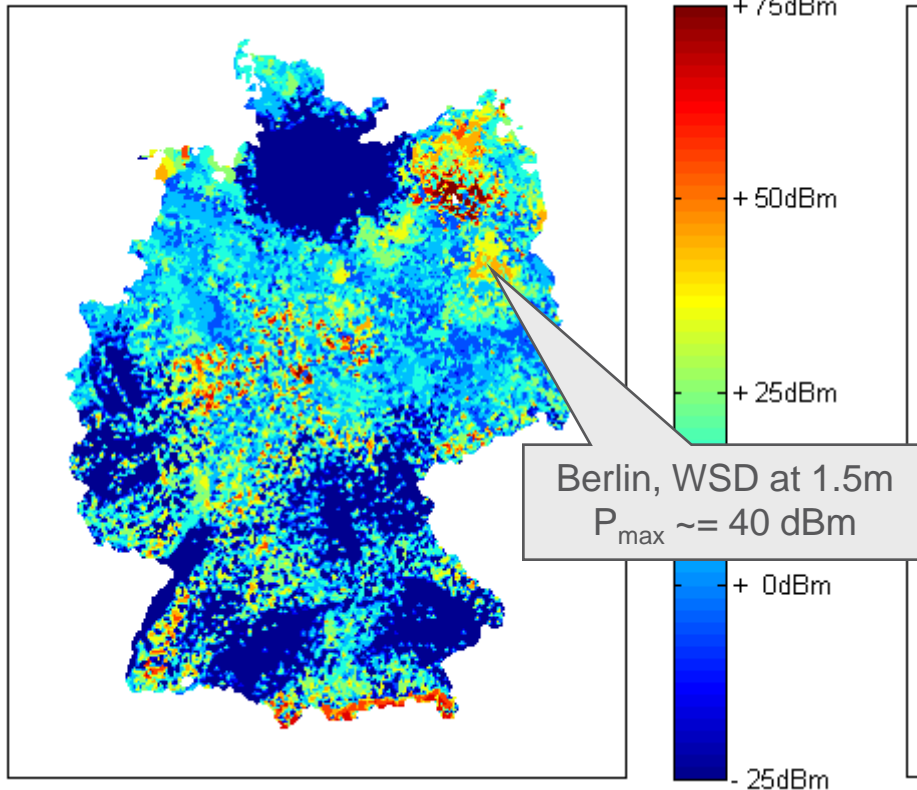 + 75dBm
+ 50dBm
+ 25dBm
Berlin, WSD at 1.5m
Pmax ~= 40 dBm
+ 0dBm
- 25dBm